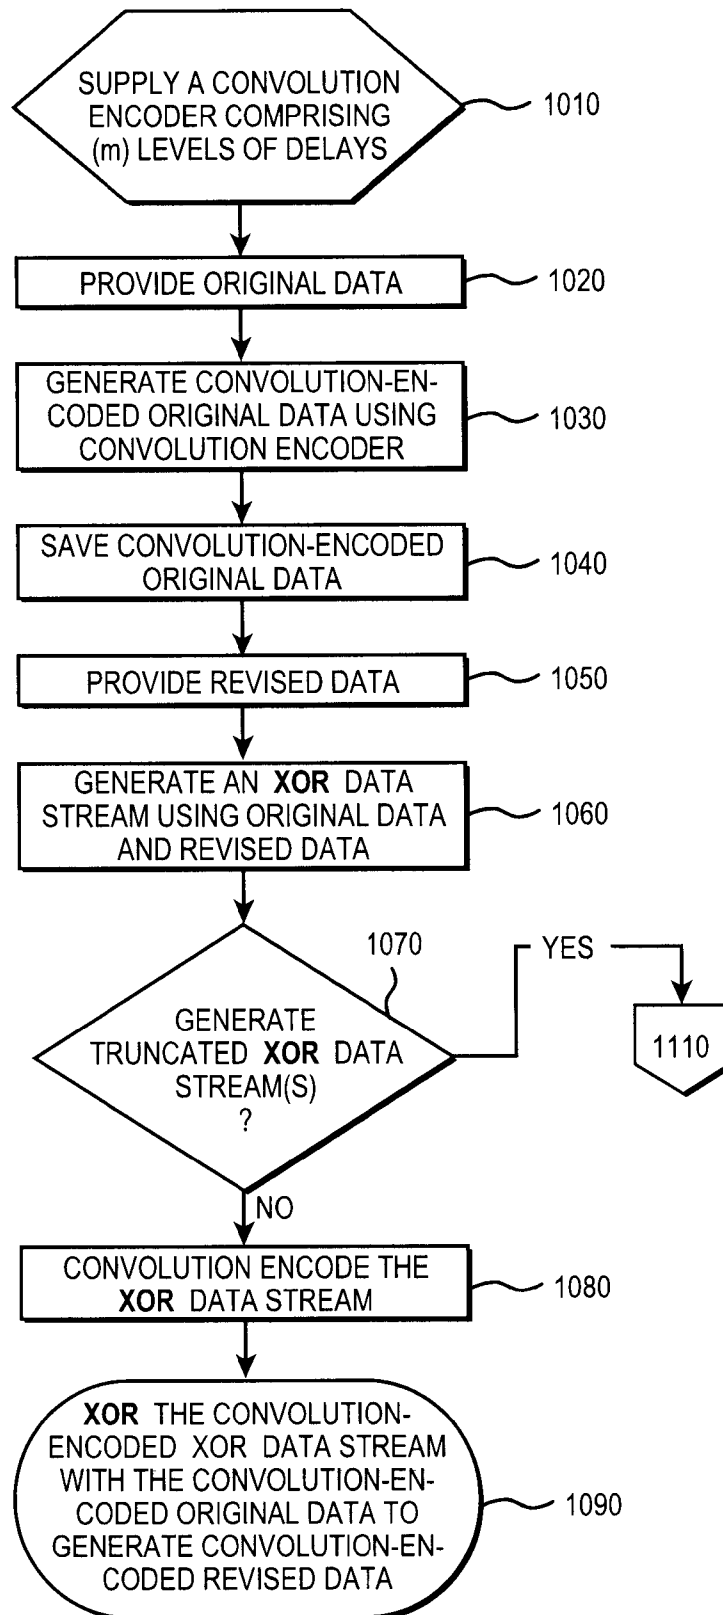 SUPPLY A CONVOLUTION
ENCODER COMPRISING
(m) LEVELS OF DELAYS
1010
PROVIDE ORIGINAL DATA
1020
GENERATE CONVOLUTION-EN-
CODED ORIGINAL DATA USING
CONVOLUTION ENCODER
1030
SAVE CONVOLUTION-ENCODED
ORIGINAL DATA
1040
PROVIDE REVISED DATA
1050
GENERATE AN XOR DATA
STREAM USING ORIGINAL DATA
AND REVISED DATA
1060
1070
YES
GENERATE
TRUNCATED XOR DATA
STREAM(S)
?
1110
NO
CONVOLUTION ENCODE THE
XOR DATA STREAM
1080
XOR THE CONVOLUTION-
ENCODED XOR DATA STREAM
WITH THE CONVOLUTION-EN-
CODED ORIGINAL DATA TO
GENERATE CONVOLUTION-EN-
CODED REVISED DATA
1090